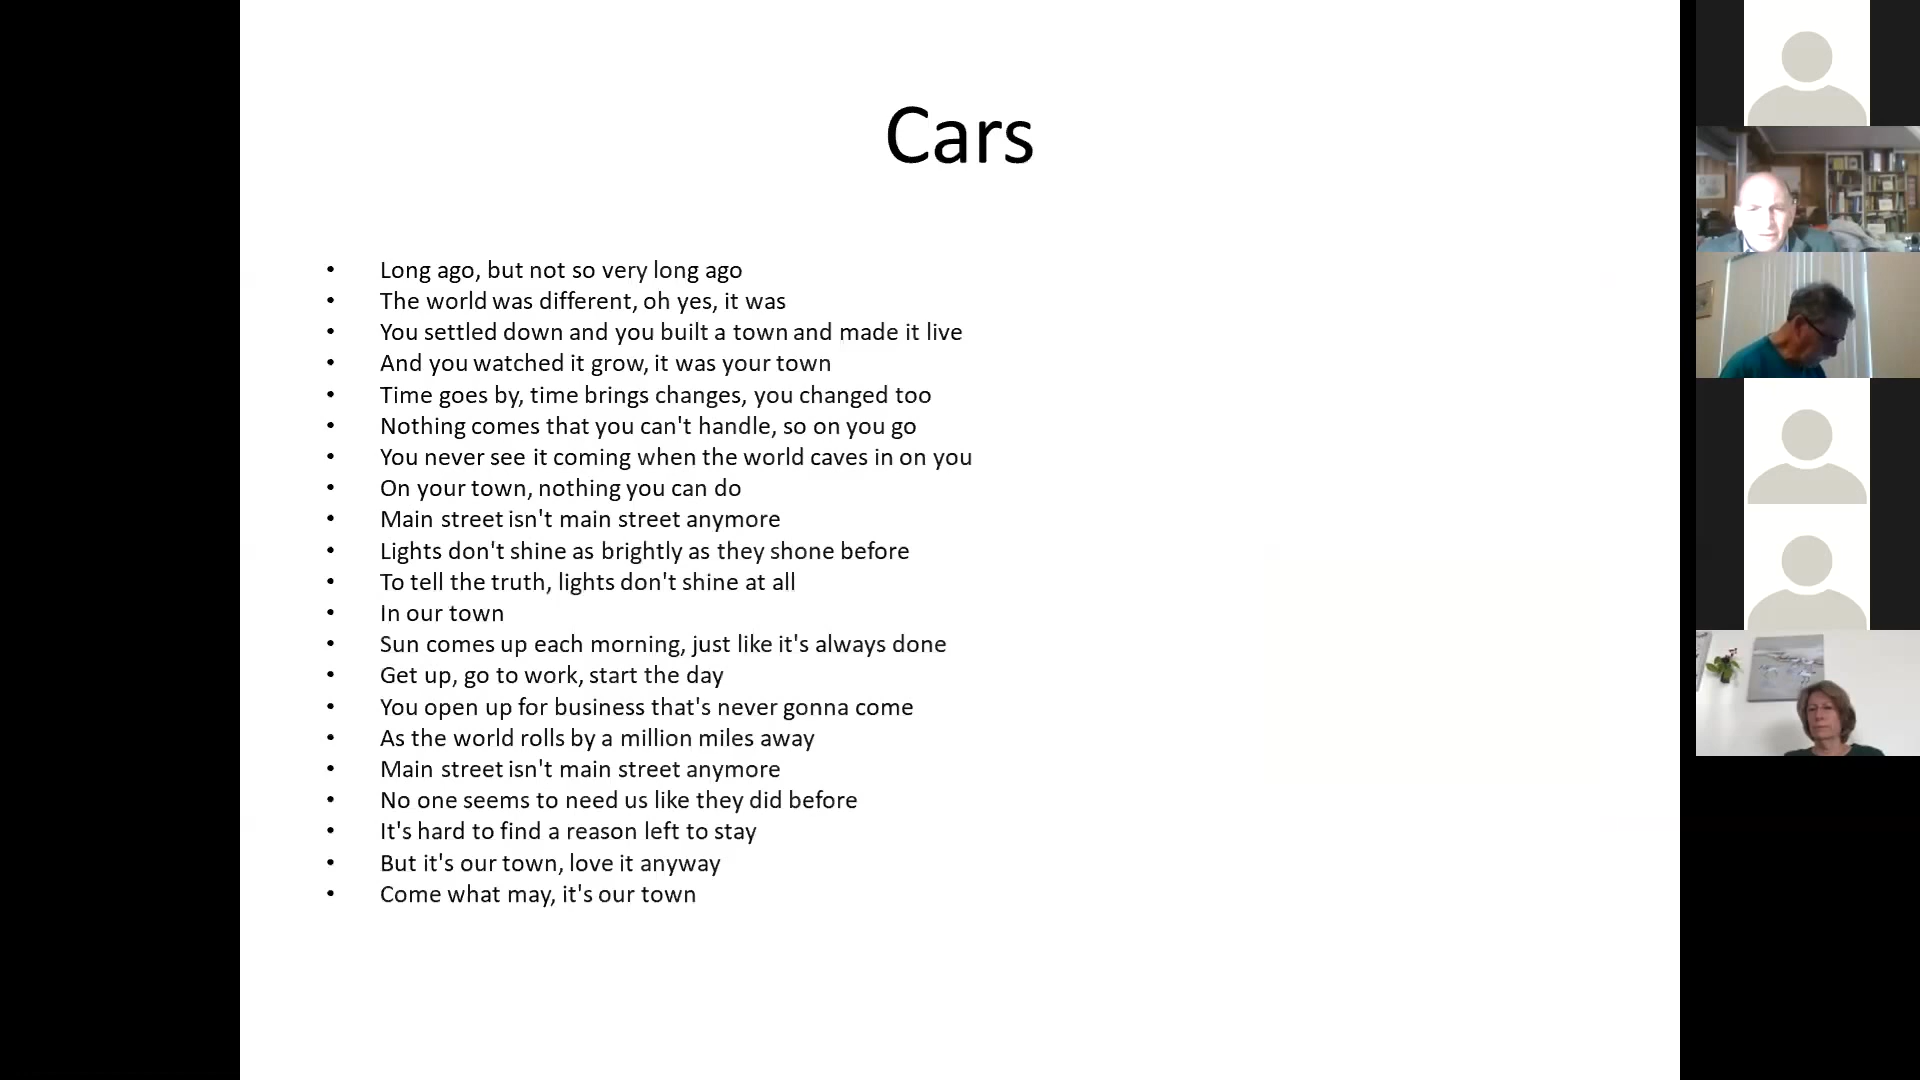 Cars
• Long ago, but not so very long ago
• The world was different, oh yes, it was
• You settled down and you built a town and made it live
• And you watched it grow, it was your town
• Time goes by, time brings changes, you changed too
• Nothing comes that you can't handle, so on you go
• You never see it coming when the world caves in on you
• On your town, nothing you can do
• Main street isn't main street anymore
• Lights don't shine as brightly as they shone before
• To tell the truth, lights don't shine at all
• In our town
• Sun comes up each morning, just like it's always done
• Get up, go to work, start the day
• You open up for business that's never gonna come
• As the world rolls by a million miles away
• Main street isn't main street anymore
• No one seems to need us like they did before
• It's hard to find a reason left to stay
• But it's our town, love it anyway
• Come what may, it's our town